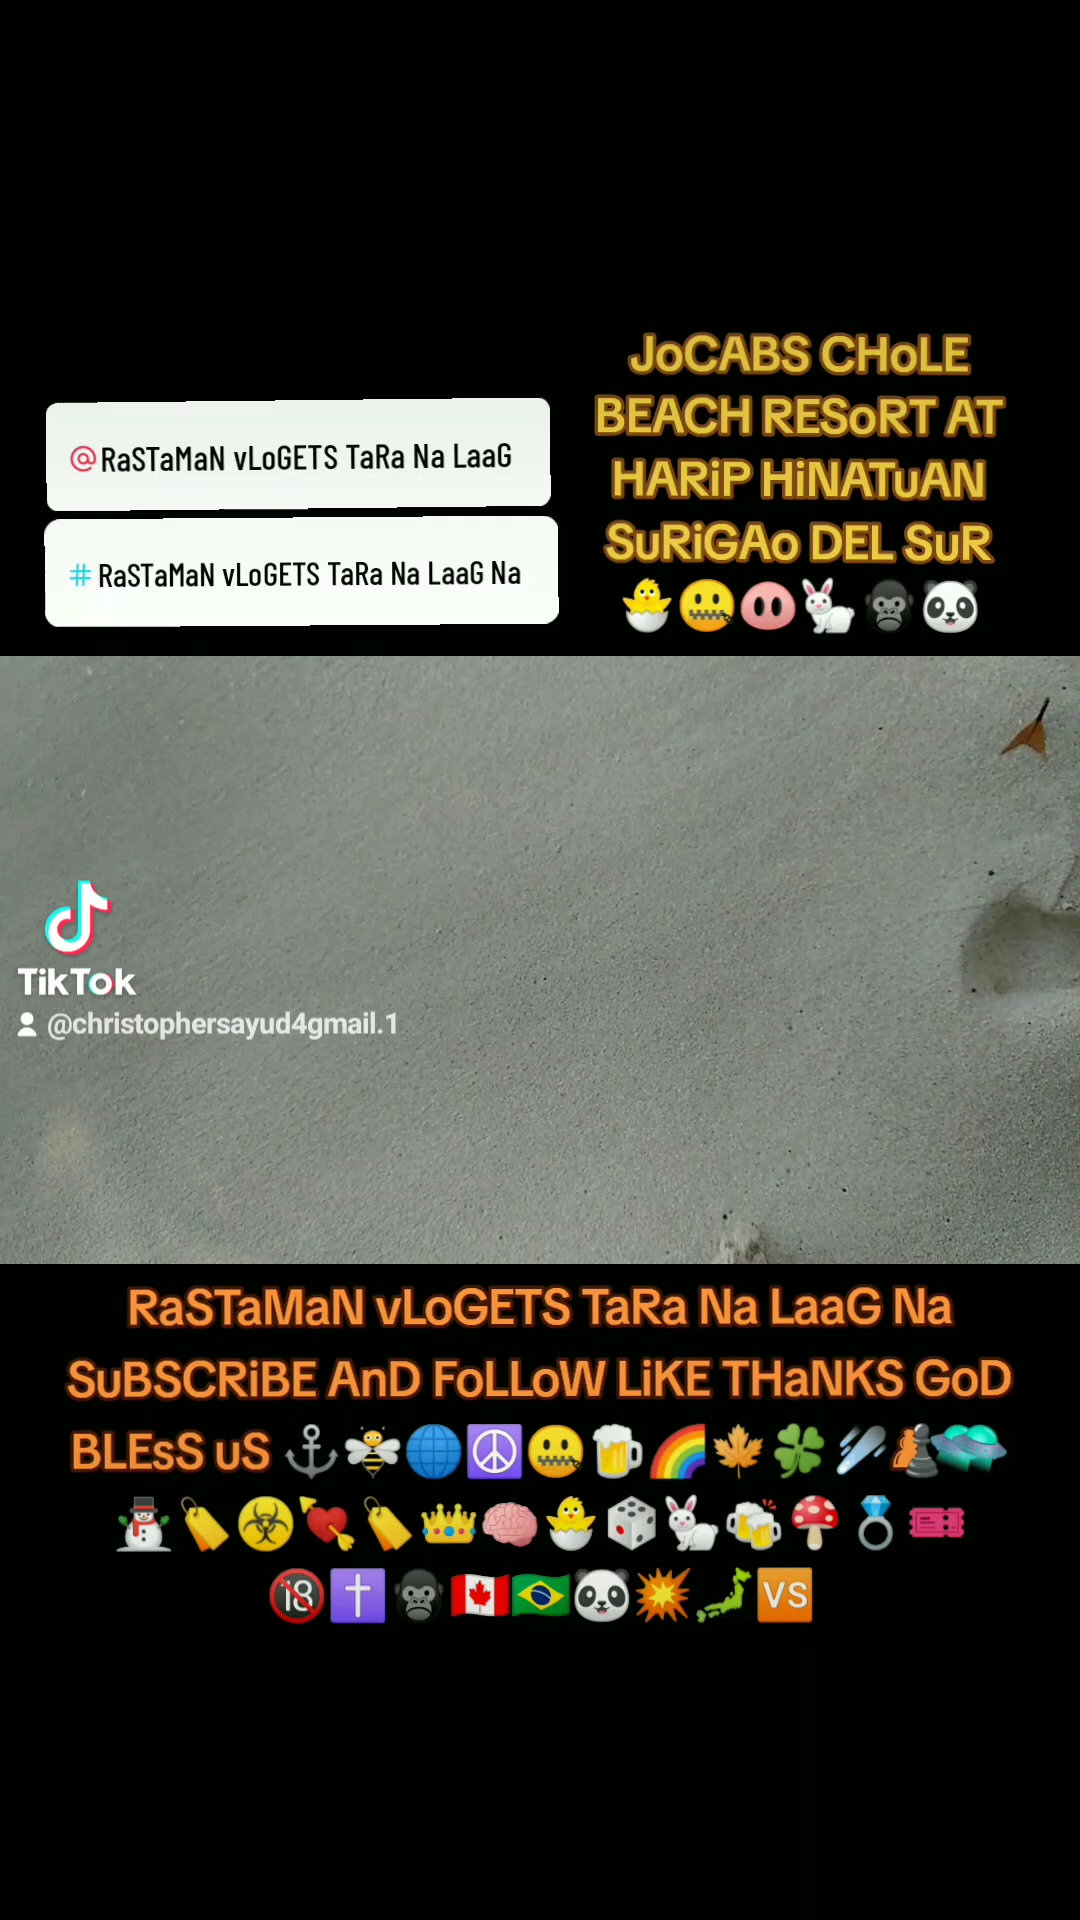 JoCABS CHoLE
BEACH RESoRT AT
HARiP HiNATuAN
SuRiGAo DEL SuR
🐣🤐🐽🐇🦍🐼
@RaSTaMaN vLoGETS TaRa Na LaaG
#RaSTaMaN vLoGETS TaRa Na LaaG Na
TikTok
@christophersayud4gmail.1
RaSTaMaN vLoGETS TaRa Na LaaG Na
SuBSCRiBE AnD FoLLoW LiKE THaNKS GoD
BLEsS uS ⚓🐝🌐☮️🤐🍺🌈🍁🍀☄️♟️🛸
⛄🏷️☣️💘🏷️👑🧠🐣🎲🐇🍻🍄💍🎟️
🔞✝️🦍🇨🇦🇧🇷🐼💥🗾🆚